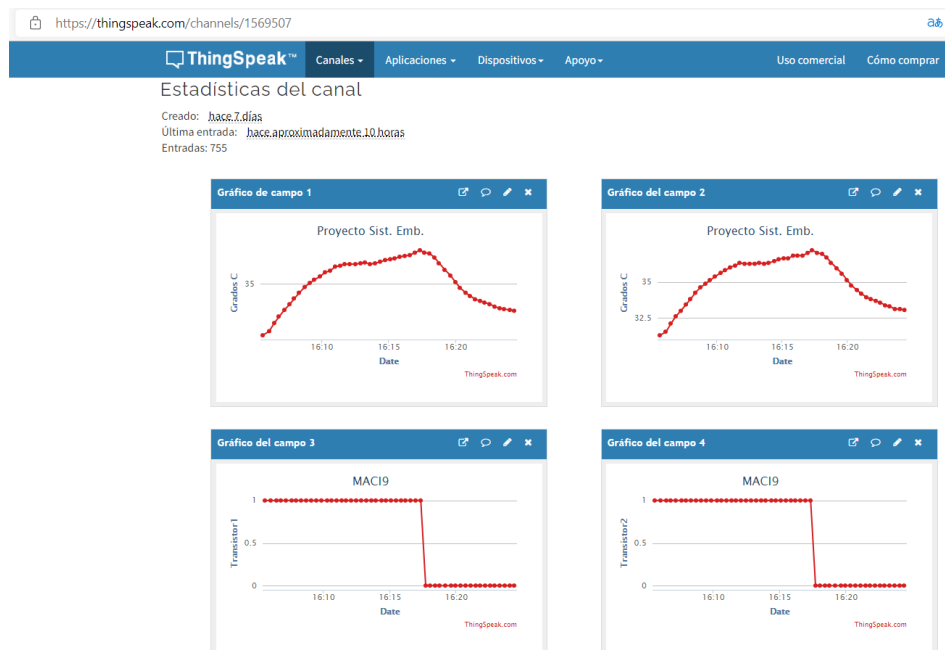 https://thingspeak.com/channels/1569507
ThingSpeak™ Canales Aplicaciones Dispositivos Apoyo Uso comercial Cómo comprar
Estadísticas del canal
Creado: hace 7 días
Última entrada: hace aproximadamente 10 horas
Entradas: 755
Gráfico de campo 1
Proyecto Sist. Emb.
Grados C
35
16:10 16:15 16:20
Date
ThingSpeak.com
Gráfico del campo 2
Proyecto Sist. Emb.
Grados C
35
32.5
16:10 16:15 16:20
Date
ThingSpeak.com
Gráfico del campo 3
MACI9
Transistor1
1
0.5
0
16:10 16:15 16:20
Date
ThingSpeak.com
Gráfico del campo 4
MACI9
Transistor2
1
0.5
0
16:10 16:15 16:20
Date
ThingSpeak.com